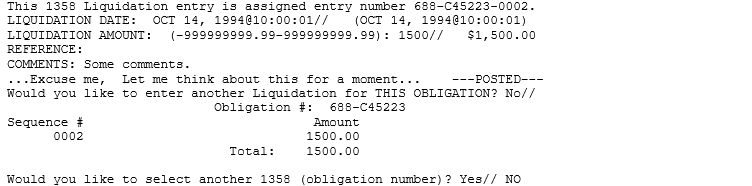 This 1358 Liquidation entry is assigned entry number 688-C45223-0002.
LIQUIDATION DATE:  OCT 14, 1994@10:00:01//   (OCT 14, 1994@10:00:01)
LIQUIDATION AMOUNT:  (-999999999.99-999999999.99): 1500//   $1,500.00
REFERENCE:
COMMENTS: Some comments.
...Excuse me,  Let me think about this for a moment...    ---POSTED---
Would you like to enter another Liquidation for THIS OBLIGATION? No//
Obligation #:  688-C45223
Sequence #                              Amount
0002                                1500.00
Total:    1500.00
Would you like to select another 1358 (obligation number)? Yes// NO